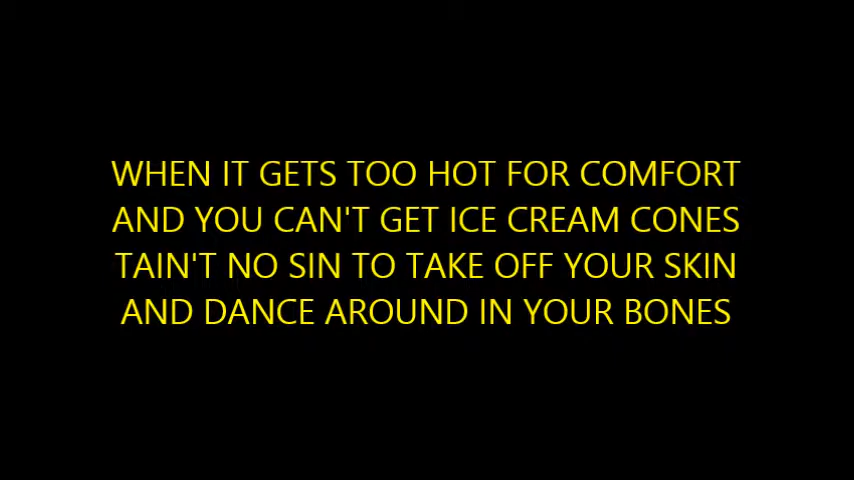 WHEN IT GETS TOO HOT FOR COMFORT
AND YOU CAN'T GET ICE CREAM CONES
TAIN'T NO SIN TO TAKE OFF YOUR SKIN
AND DANCE AROUND IN YOUR BONES